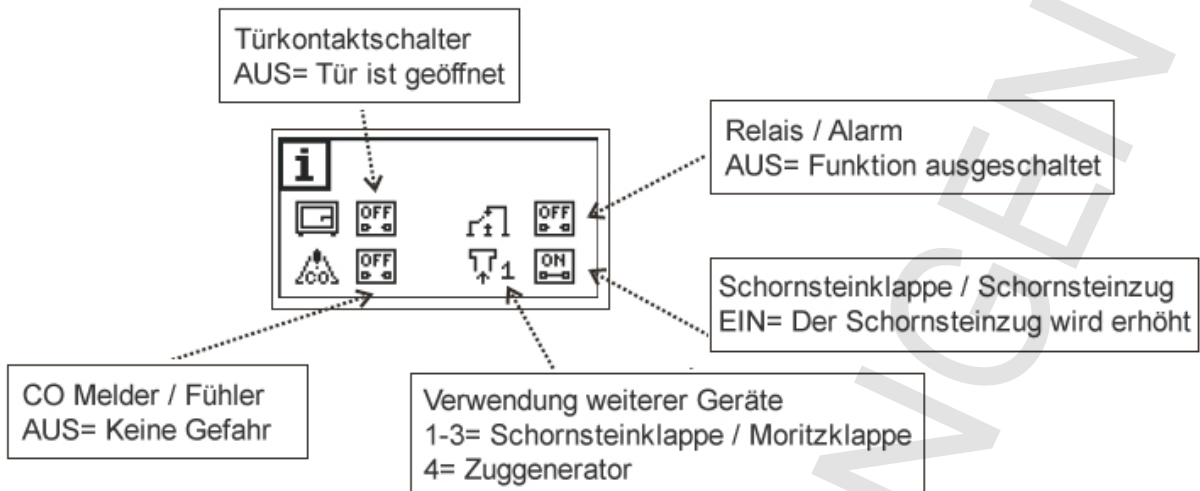 Türkontaktschalter
AUS= Tür ist geöffnet
Relais / Alarm
AUS= Funktion ausgeschaltet
i
OFF
OFF
CO
OFF
1
ON
Schornsteinklappe / Schornsteinzug
EIN= Der Schornsteinzug wird erhöht
CO Melder / Fühler
AUS= Keine Gefahr
Verwendung weiterer Geräte
1-3= Schornsteinklappe / Moritzklappe
4= Zuggenerator
NGEN